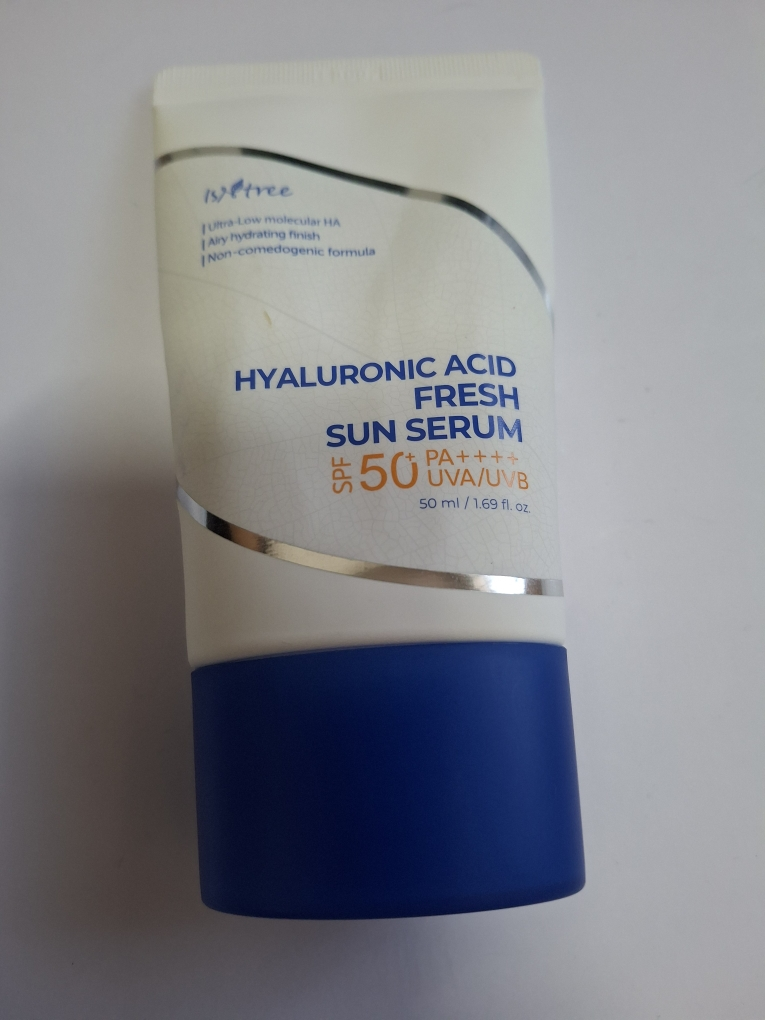 Isntree
Ultra-Low molecular HA
Airy hydrating finish
Non-comedogenic formula
HYALURONIC ACID
FRESH
SUN SERUM
SPF 50+ PA++++
UVA/UVB
50 ml / 1.69 fl. oz.